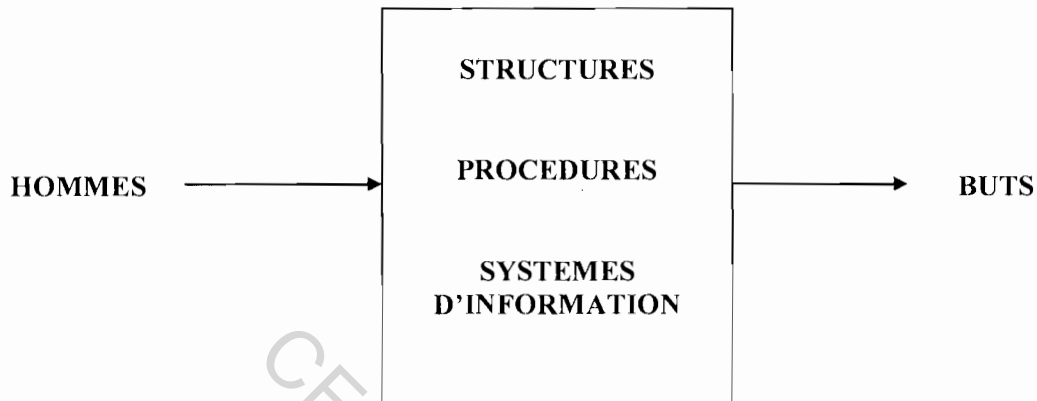 STRUCTURES
HOMMES
PROCEDURES
BUTS
SYSTEMES
D'INFORMATION